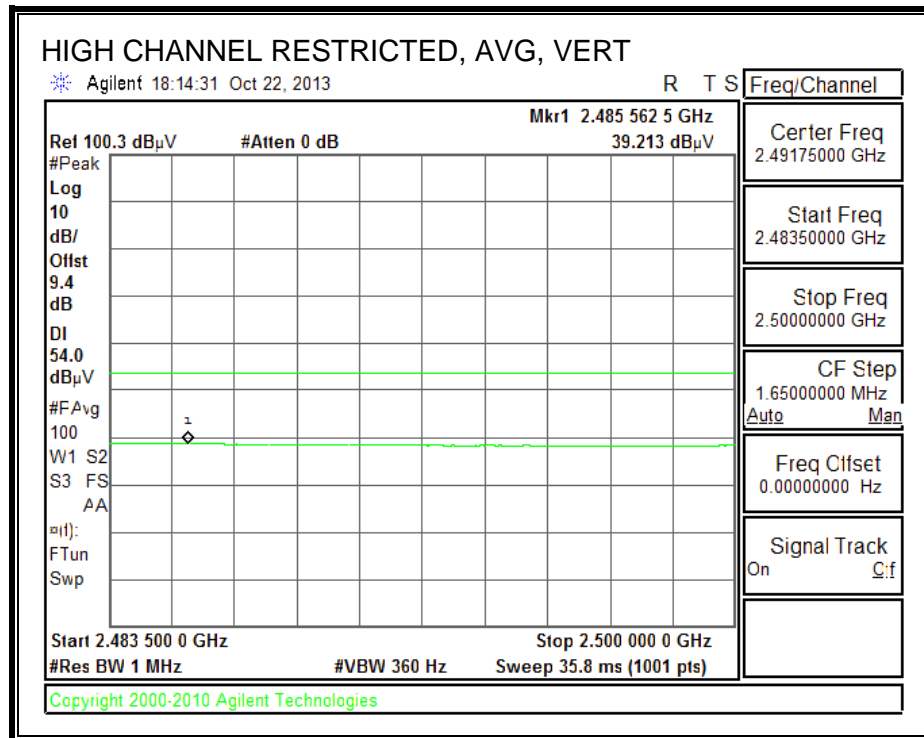 HIGH CHANNEL RESTRICTED, AVG, VERT
Agilent 18:14:31 Oct 22, 2013
R T S
Freq/Channel
Mkr1 2.485 562 5 GHz
Ref 100.3 dBµV #Atten 0 dB 39.213 dBµV
#Peak
Log
10
dB/
Offst
9.4
dB
DI
54.0
dBµV
#PAvg
100
W1 S2
S3 FS
AA
¤(f):
FTun
Swp
1
Start 2.483 500 0 GHz Stop 2.500 000 0 GHz
#Res BW 1 MHz #VBW 360 Hz Sweep 35.8 ms (1001 pts)
Center Freq
2.49175000 GHz
Start Freq
2.48350000 GHz
Stop Freq
2.50000000 GHz
CF Step
1.65000000 MHz
Auto Man
Freq Offset
0.00000000 Hz
Signal Track
On Off
Copyright 2000-2010 Agilent Technologies